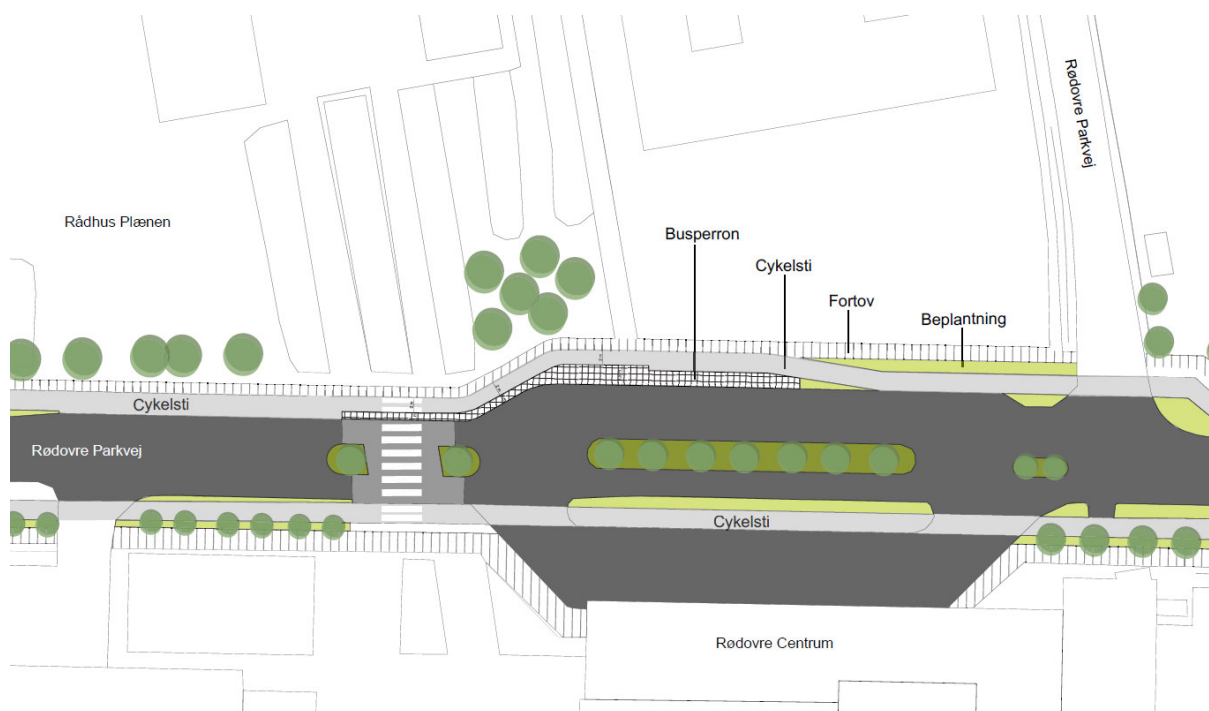 Rødovre Parkvej
Rådhus Plænen
Busperron
Cykelsti
Fortov
Beplantning
Cykelsti
Rødovre Parkvej
Cykelsti
Rødovre Centrum